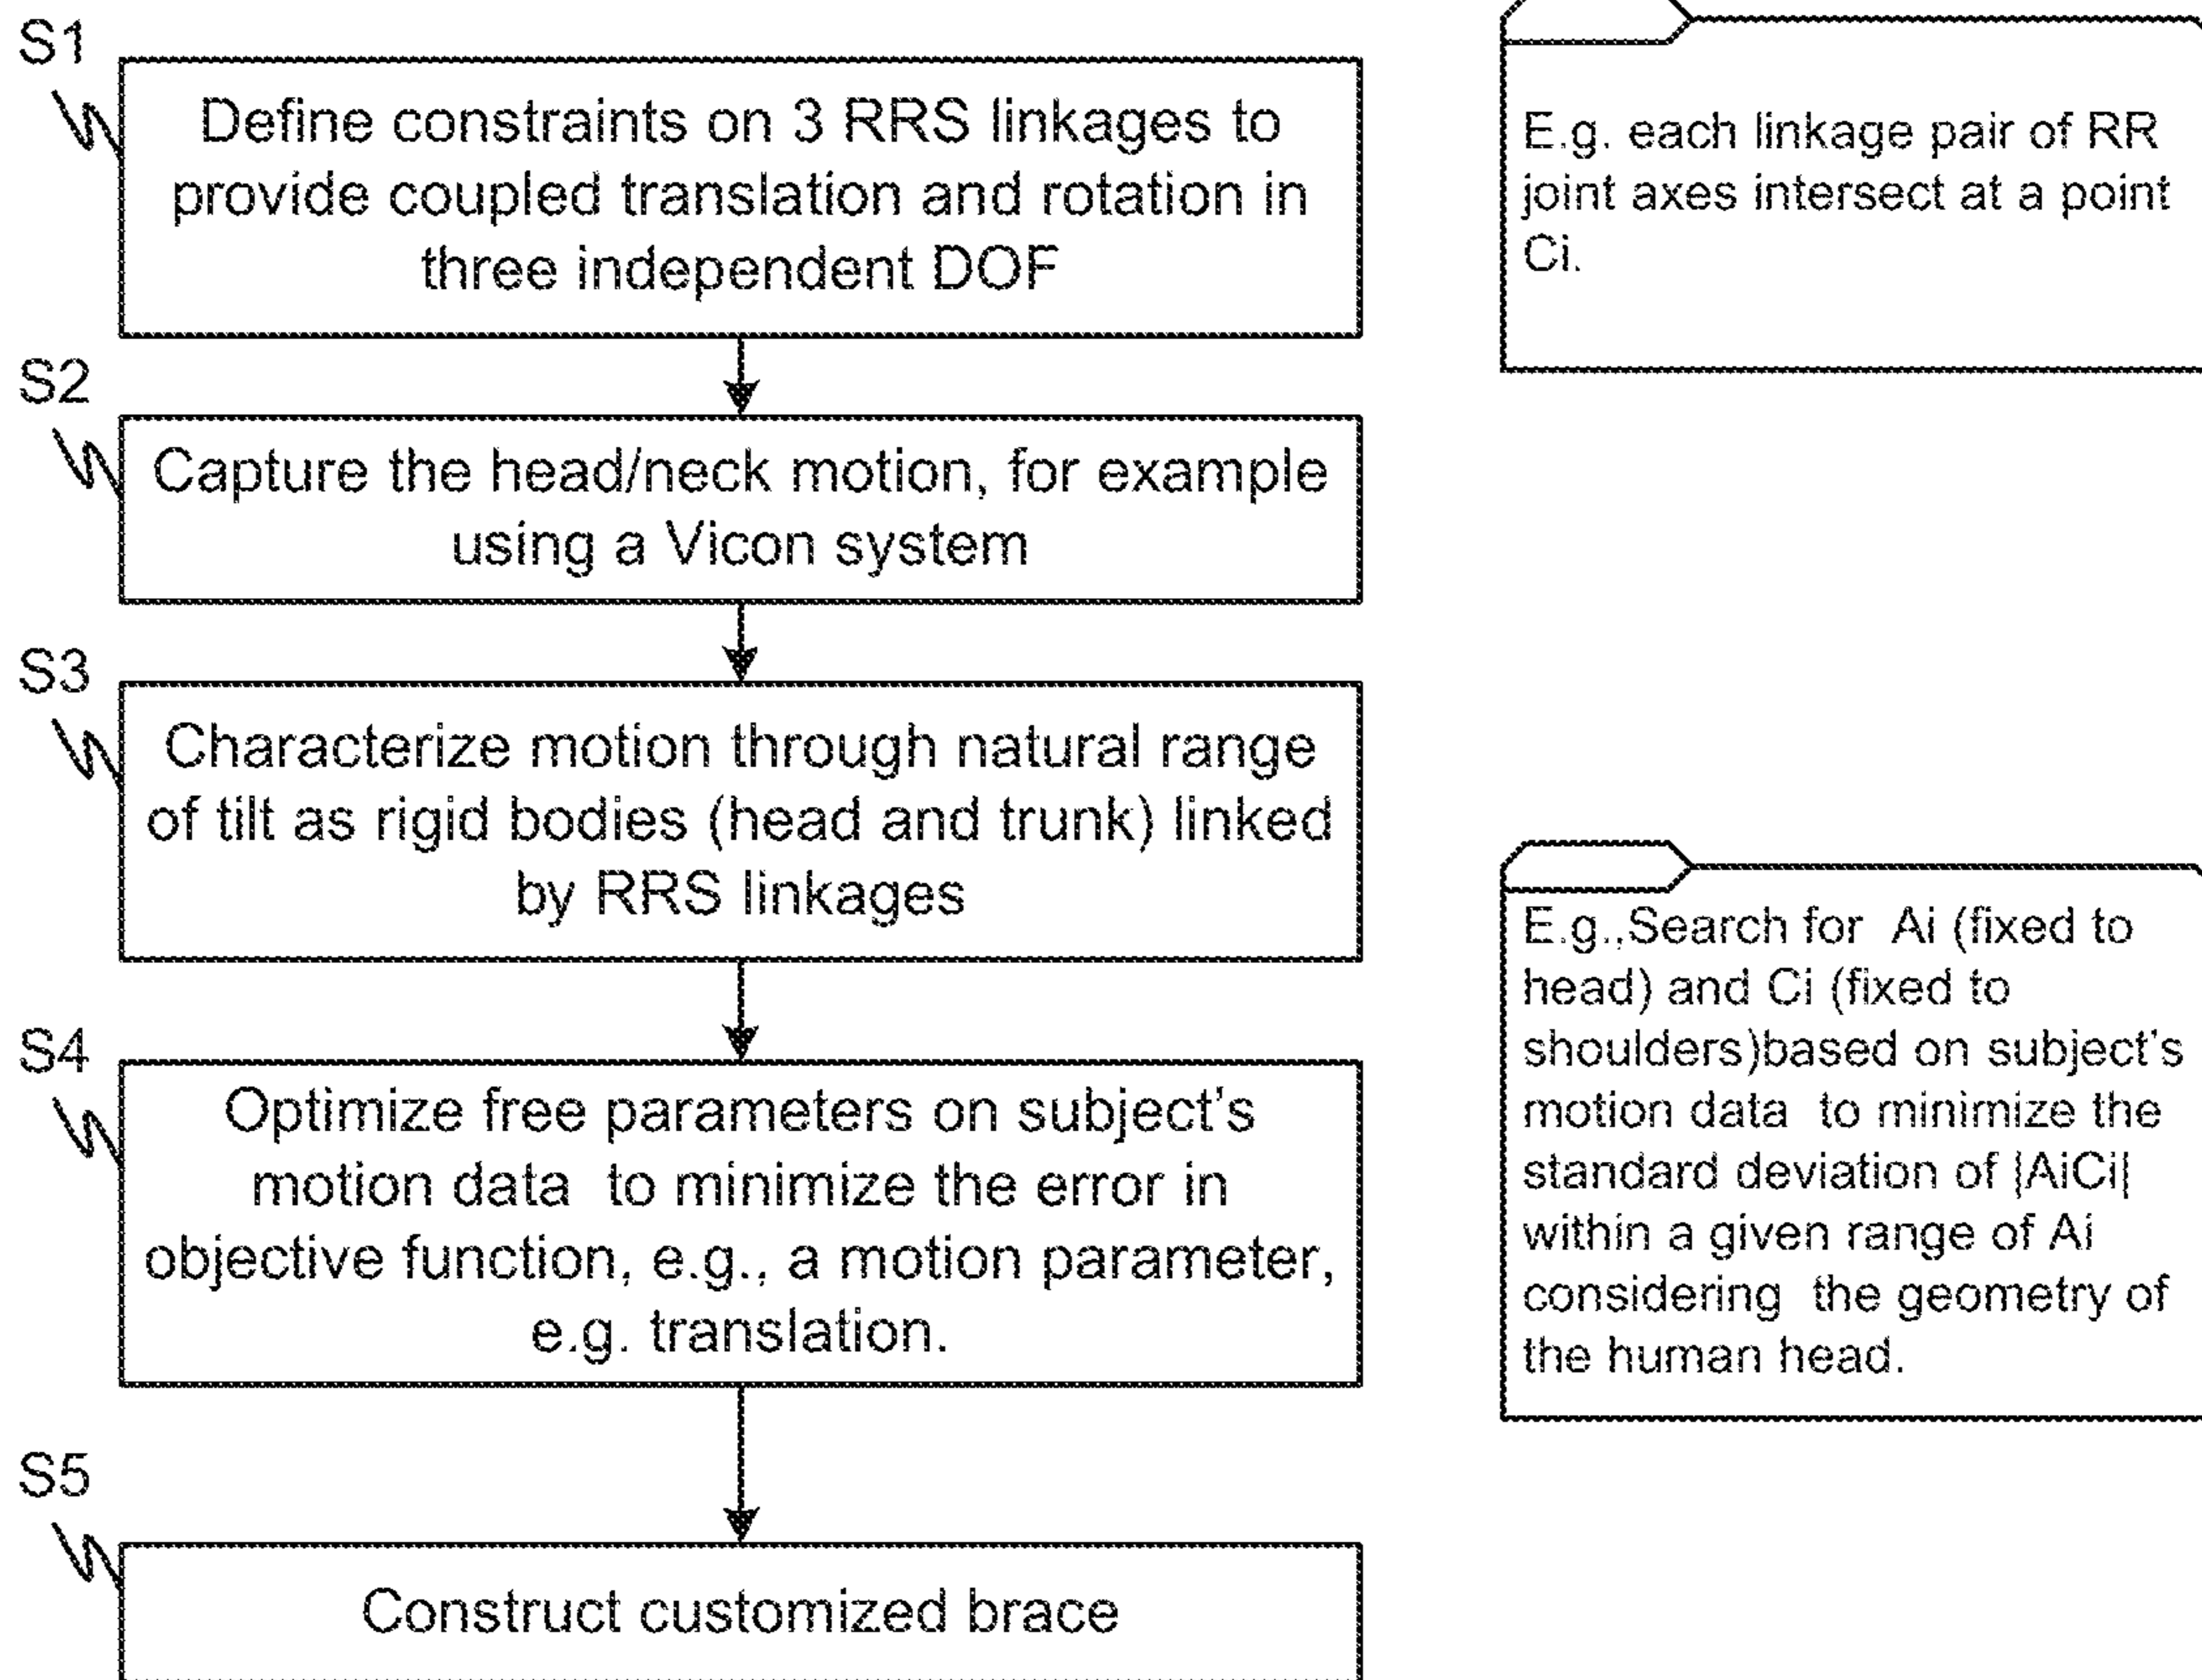 S1
Define constraints on 3 RRS linkages to
provide coupled translation and rotation in
three independent DOF
E.g. each linkage pair of RR
joint axes intersect at a point
Ci.
S2
Capture the head/neck motion, for example
using a Vicon system
S3
Characterize motion through natural range
of tilt as rigid bodies (head and trunk) linked
by RRS linkages
S4
Optimize free parameters on subject's
motion data to minimize the error in
objective function, e.g., a motion parameter,
e.g. translation.
E.g.,Search for Ai (fixed to
head) and Ci (fixed to
shoulders)based on subject's
motion data to minimize the
standard deviation of |AiCi|
within a given range of Ai
considering the geometry of
the human head.
S5
Construct customized brace